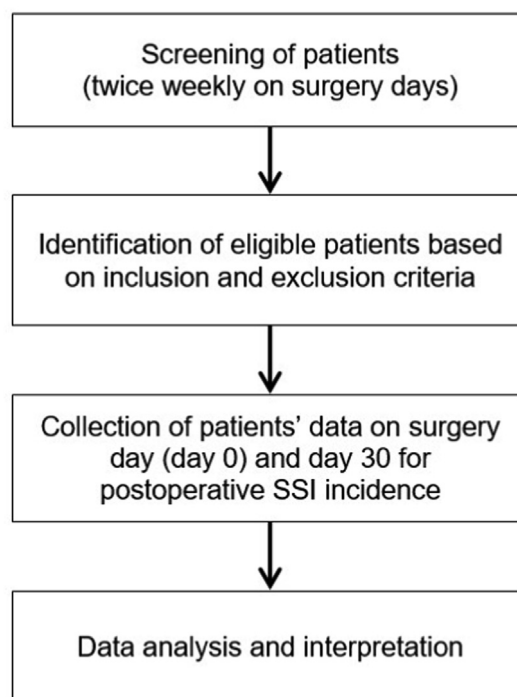 Screening of patients
(twice weekly on surgery days)
Identification of eligible patients based
on inclusion and exclusion criteria
Collection of patients’ data on surgery
day (day 0) and day 30 for
postoperative SSI incidence
Data analysis and interpretation